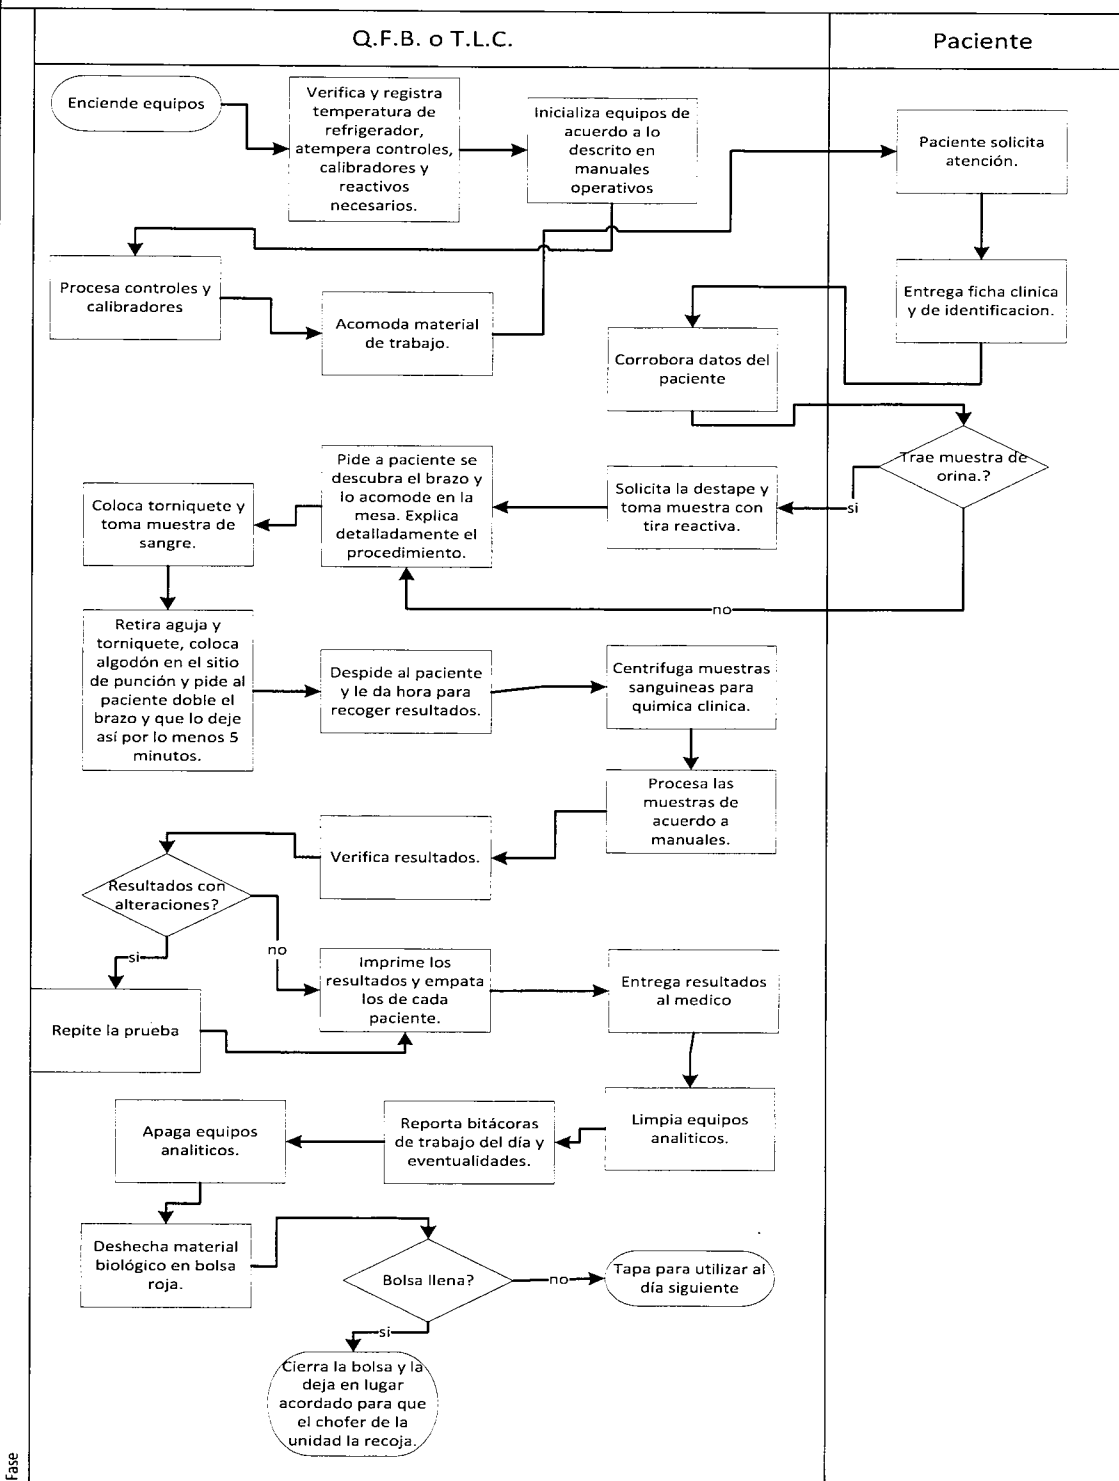 Q.F.B. o T.L.C.
Paciente
Enciende equipos
Verifica y registra
temperatura de
refrigerador,
atempera controles,
calibradores y
reactivos
necesarios.
Inicializa equipos de
acuerdo a lo
descrito en
manuales
operativos
Paciente solicita
atención.
Procesa controles y
calibradores
Acomoda material
de trabajo.
Entrega ficha clinica
y de identificacion.
Corrobora datos del
paciente
Trae muestra de
orina.?
si
Solicita la destape y
toma muestra con
tira reactiva.
Pide a paciente se
descubra el brazo y
lo acomode en la
mesa. Explica
detalladamente el
procedimiento.
Coloca torniquete y
toma muestra de
sangre.
no
Retira aguja y
torniquete, coloca
algodón en el sitio
de punción y pide al
paciente doble el
brazo y que lo deje
así por lo menos 5
minutos.
Despide al paciente
y le da hora para
recoger resultados.
Centrifuga muestras
sanguineas para
quimica clinica.
Procesa las
muestras de
acuerdo a
manuales.
Verifica resultados.
Resultados con
alteraciones?
si
no
Repite la prueba
Imprime los
resultados y empata
los de cada
paciente.
Entrega resultados
al medico
Limpia equipos
analiticos.
Reporta bitácoras
de trabajo del día y
eventualidades.
Apaga equipos
analiticos.
Deshecha material
biológico en bolsa
roja.
Bolsa llena?
no
Tapa para utilizar al
día siguiente
si
Cierra la bolsa y la
deja en lugar
acordado para que
el chofer de la
unidad la recoja.
Fase